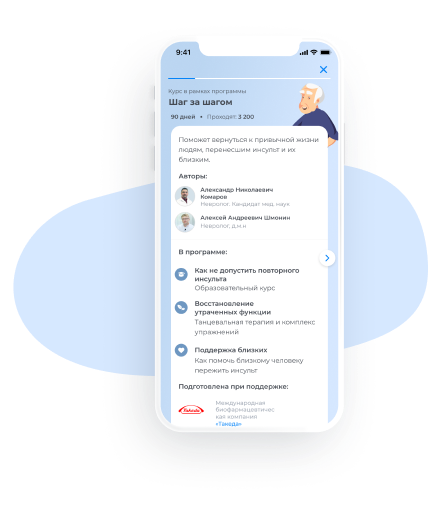 9:41
Курс в рамках программы
Шаг за шагом
90 дней • Проходят 3 200
Поможет вернуться к привычной жизни
людям, перенесшим инсульт и их
близким.
Авторы:
Александр Николаевич
Комаров
Невролог. Кандидат мед. наук
Алексей Андреевич Шмонин
Невролог, д.м.н
В программе:
Как не допустить повторного
инсульта
Образовательный курс
Восстановление
утраченных функции
Танцевальная терапия и комплекс
упражнений
Поддержка близких
Как помочь близкому человеку
пережить инсульт
Подготовлена при поддержке:
Takeda
Международная
биофармацевтичес
кая компания
«Такеда»